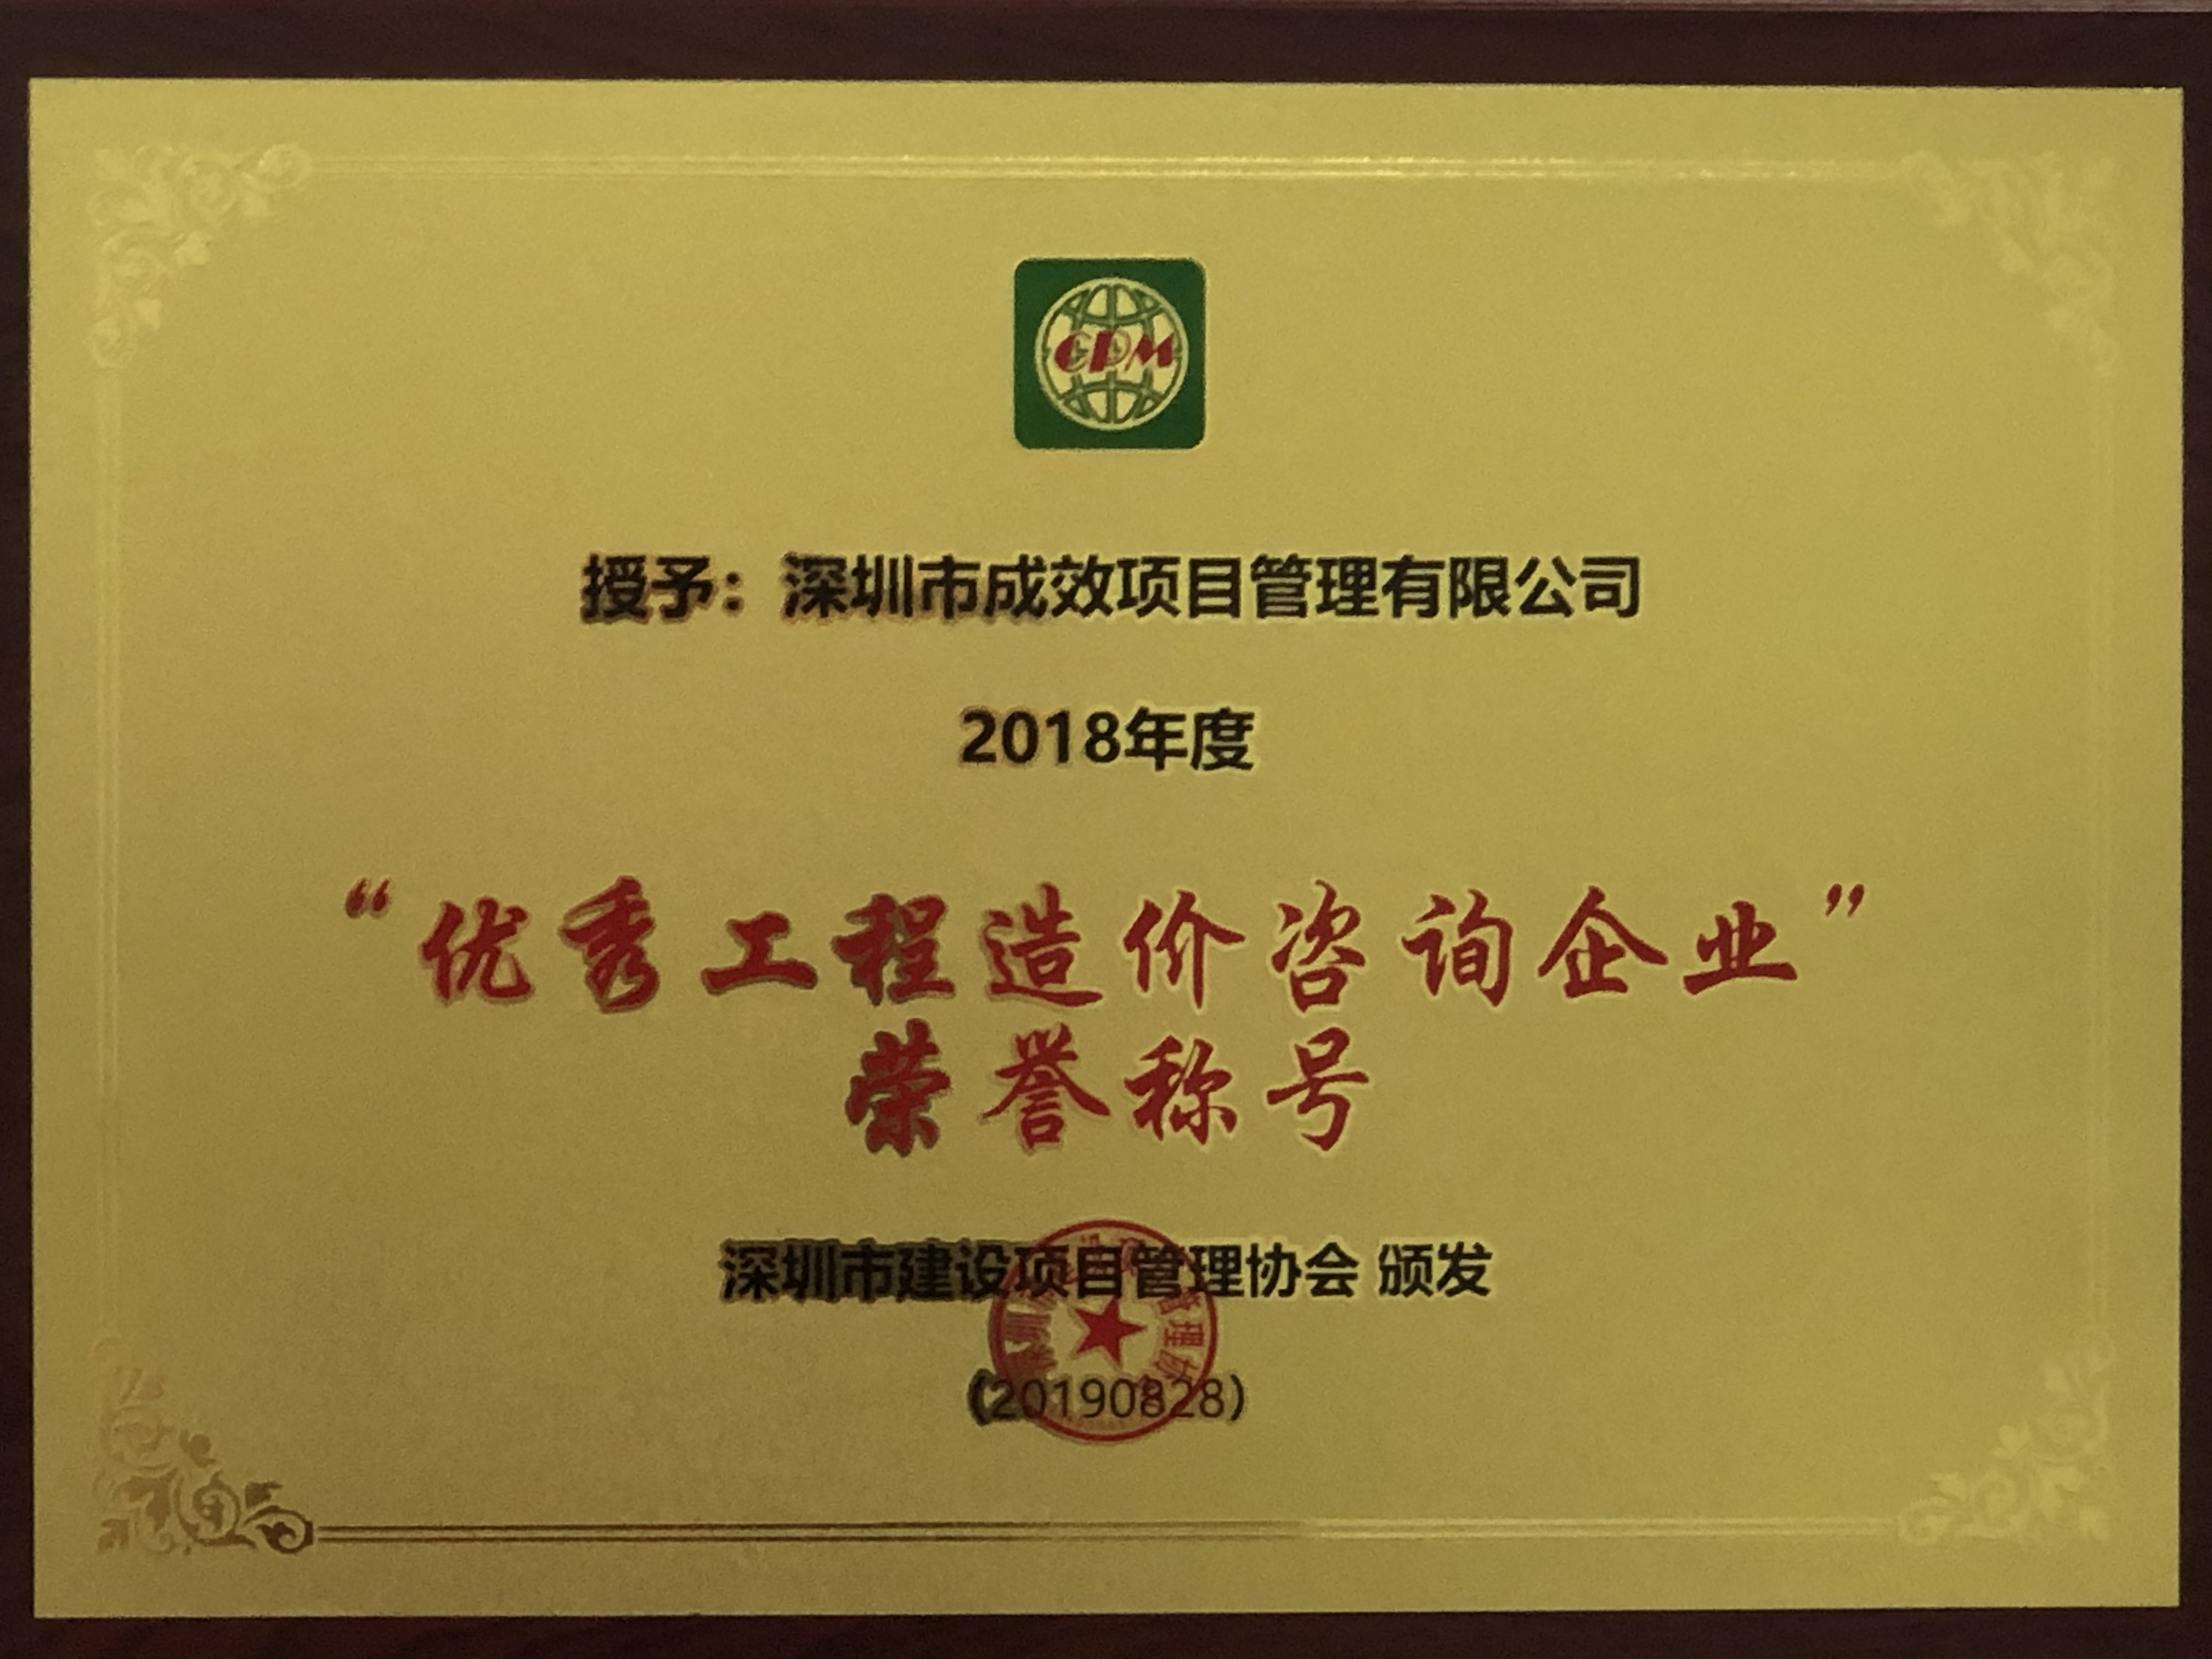 CPM
授予：深圳市成效项目管理有限公司
2018年度
“优秀工程造价咨询企业”
荣誉称号
深圳市建设项目管理协会 颁发
（20190828）